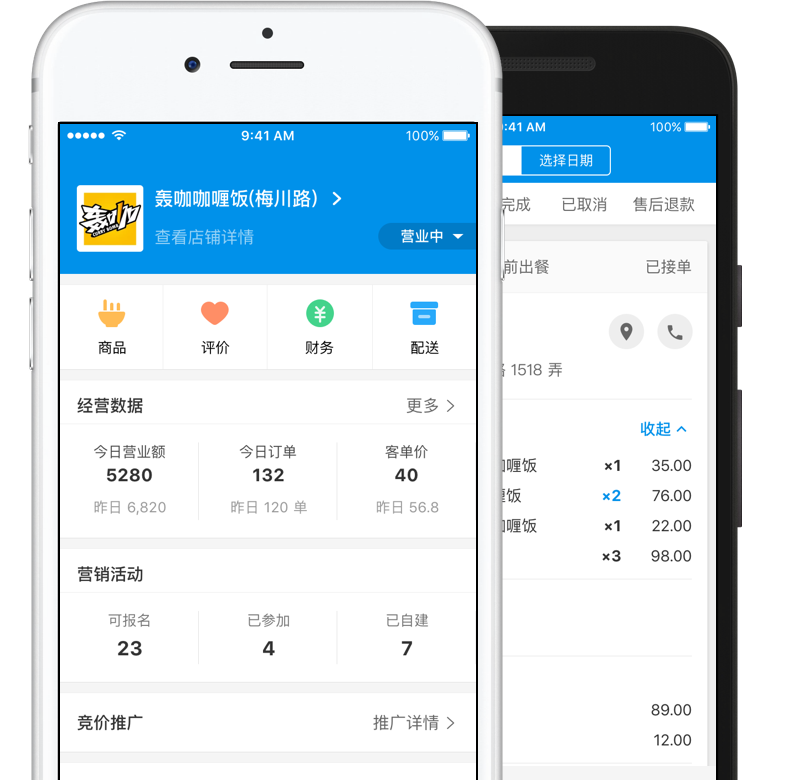 9:41 AM
100%
轰咖咖喱饭(梅川路)
查看店铺详情
营业中
轰咖
CURRY BOMB
商品
评价
财务
配送
经营数据
更多
今日营业额
今日订单
客单价
5280
132
40
昨日 6,820
昨日 120 单
昨日 56.8
营销活动
可报名
已参加
已自建
23
4
7
竞价推广
推广详情
:41 AM
100%
选择日期
完成
已取消
售后退款
前出餐
已接单
1518 弄
收起
喱饭
×1
35.00
饭
×2
76.00
喱饭
×1
22.00
×3
98.00
89.00
12.00